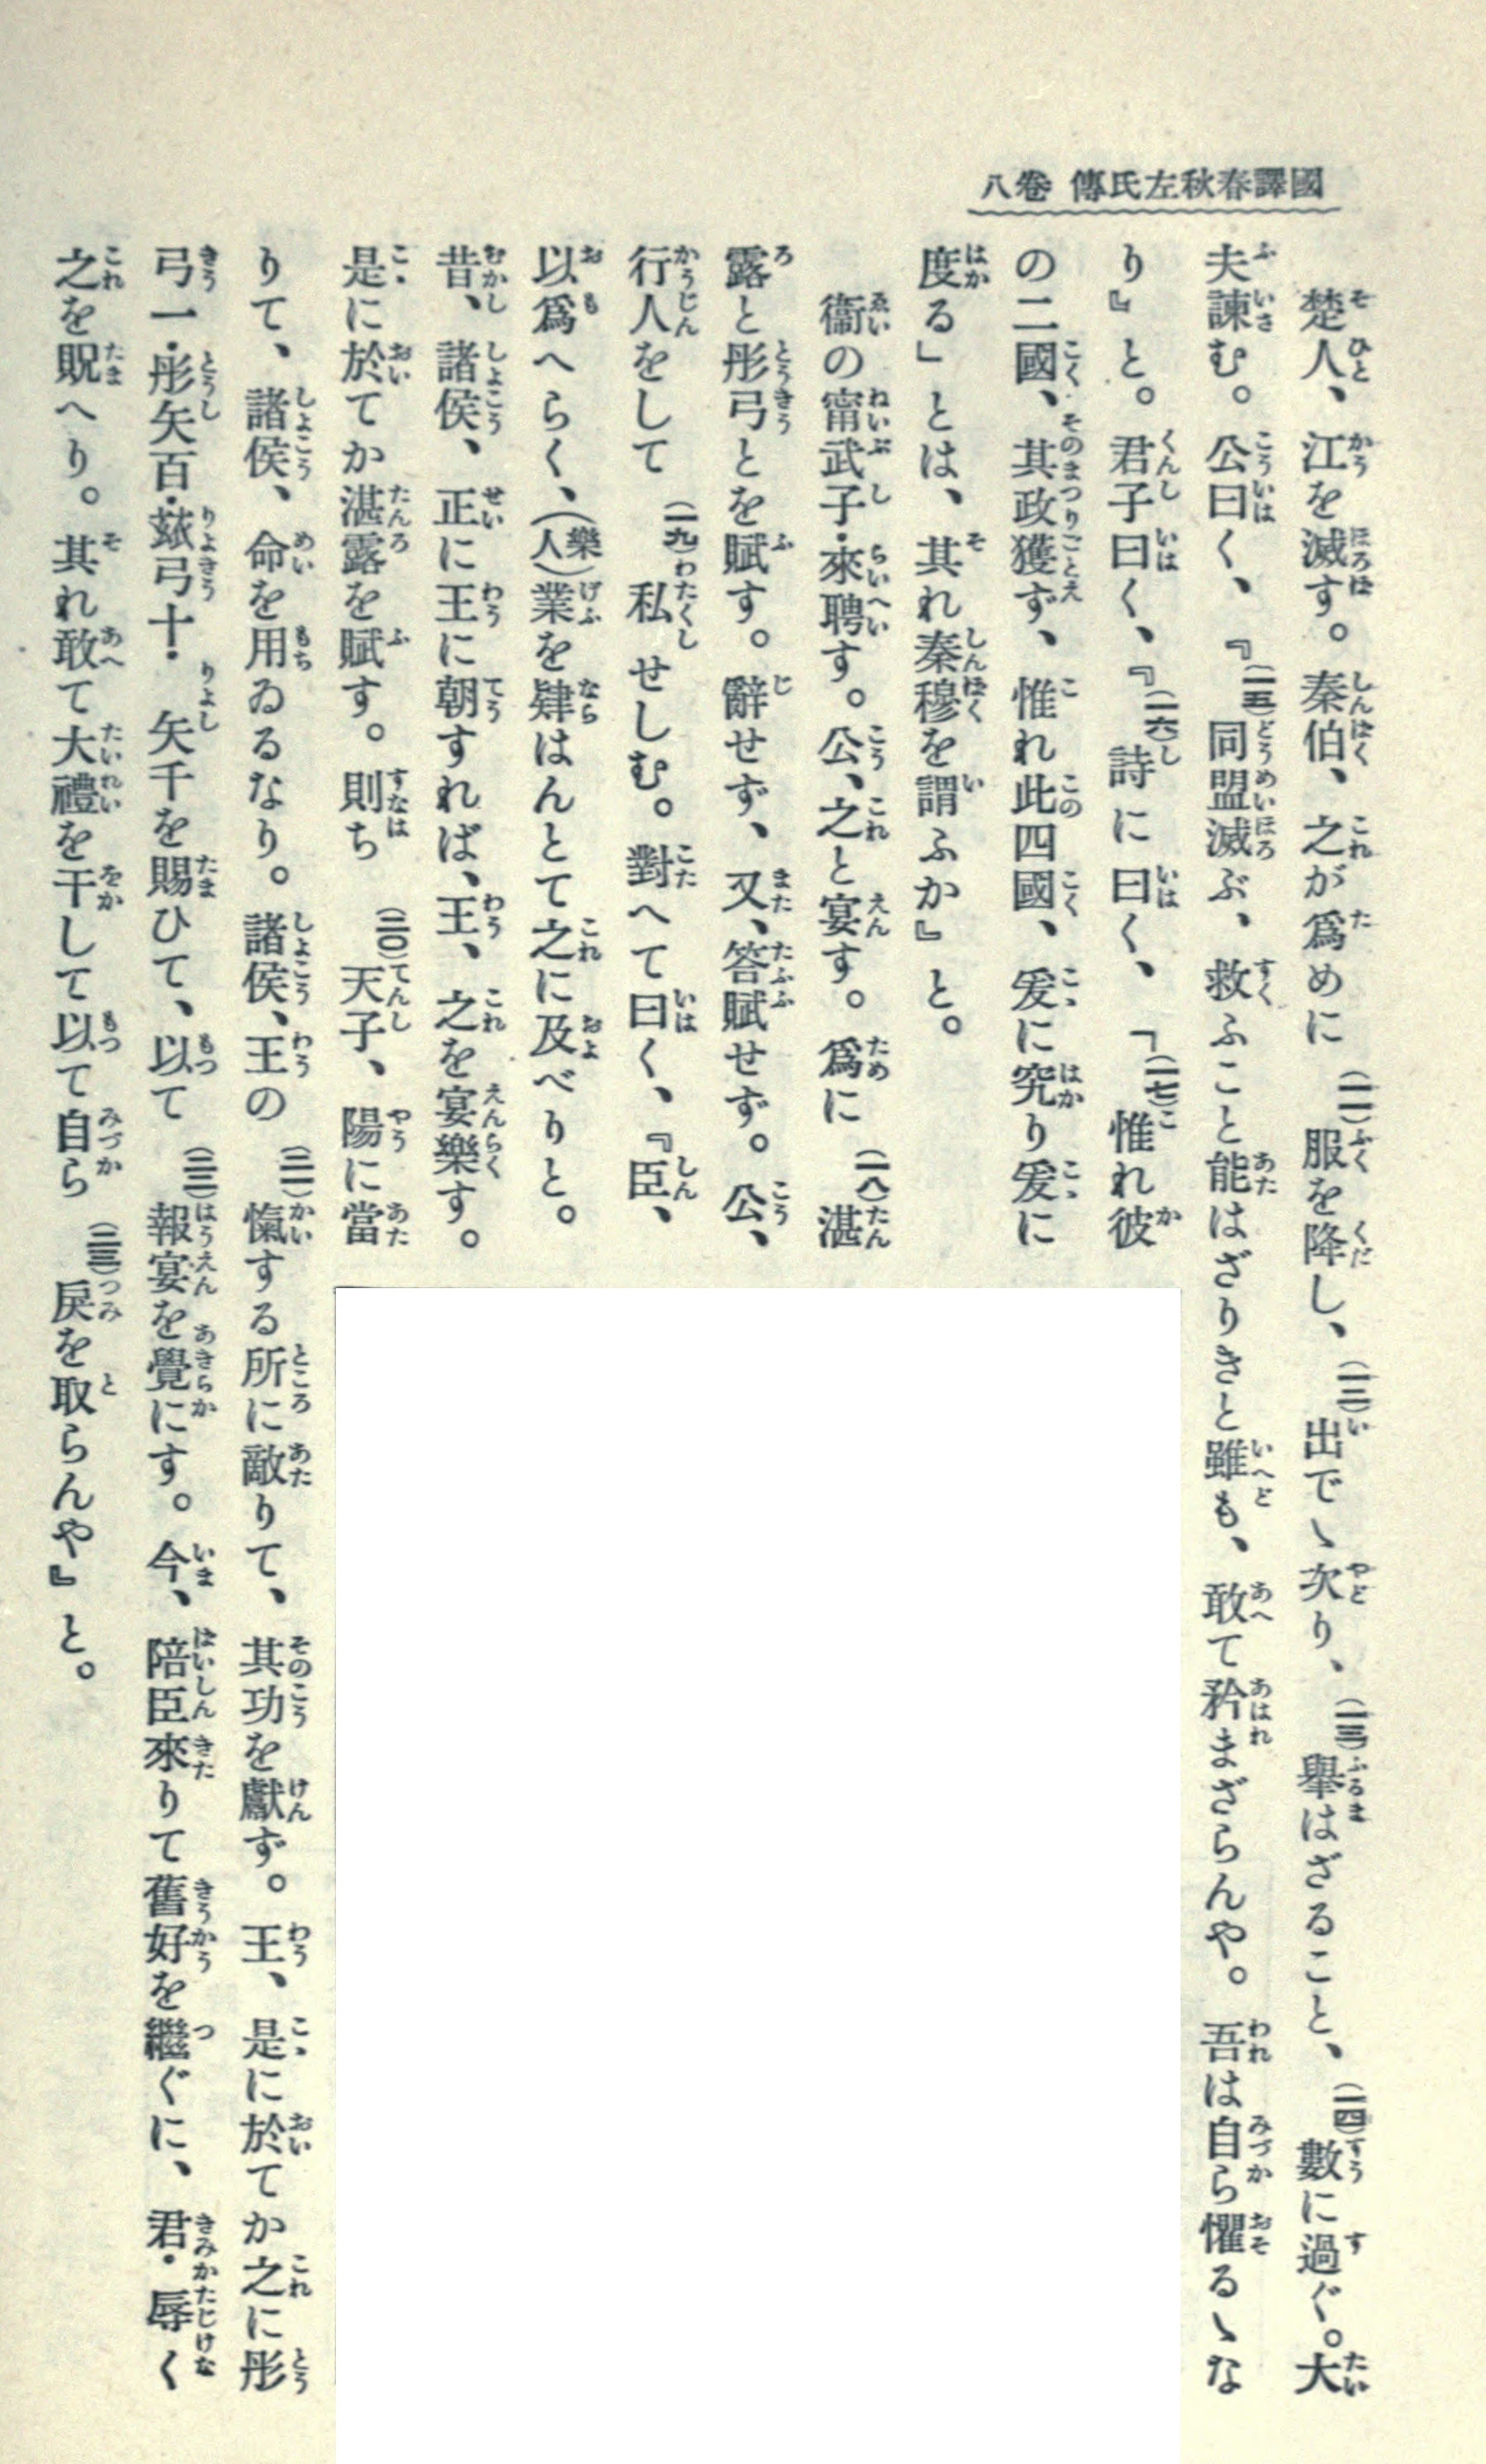 國譯春秋左氏傳 卷八
楚人、江を滅す。秦伯、之が爲めに(一一)服を降し、(一二)出でゝ次り、(一三)擧はざること、(一四)數に過ぐ。大
夫諫む。公曰く、『(一五)同盟滅ぶ、救ふこと能はざりきと雖も、敢て矜まざらんや。吾は自ら懼るゝな
り』と。君子曰く、『(一六)詩に曰く、「(一七)惟れ彼
の二國、其政獲ず、惟れ此四國、爰に究り爰に
度る」とは、其れ秦穆を謂ふか』と。
衞の甯武子・來聘す。公、之と宴す。爲に(一八)湛
露と彤弓とを賦す。辭せず、又、答賦せず。公、
行人をして(一九)私せしむ。對へて曰く、『臣、
以爲へらく、(樂人)業を肄はんとて之に及べりと。
昔、諸侯、正に王に朝すれば、王、之を宴樂す。
是に於てか湛露を賦す。則ち(二〇)天子、陽に當
りて、諸侯、命を用ゐるなり。諸侯、王の(二一)愾する所に敵りて、其功を獻ず。王、是に於てか之に彤
弓一・彤矢百・玈弓十・矢千を賜ひて、以て(二二)報宴を覺にす。今、陪臣來りて舊好を繼ぐに、君・辱く
之を貺へり。其れ敢て大禮を干して以て自ら(二三)戾を取らんや』と。